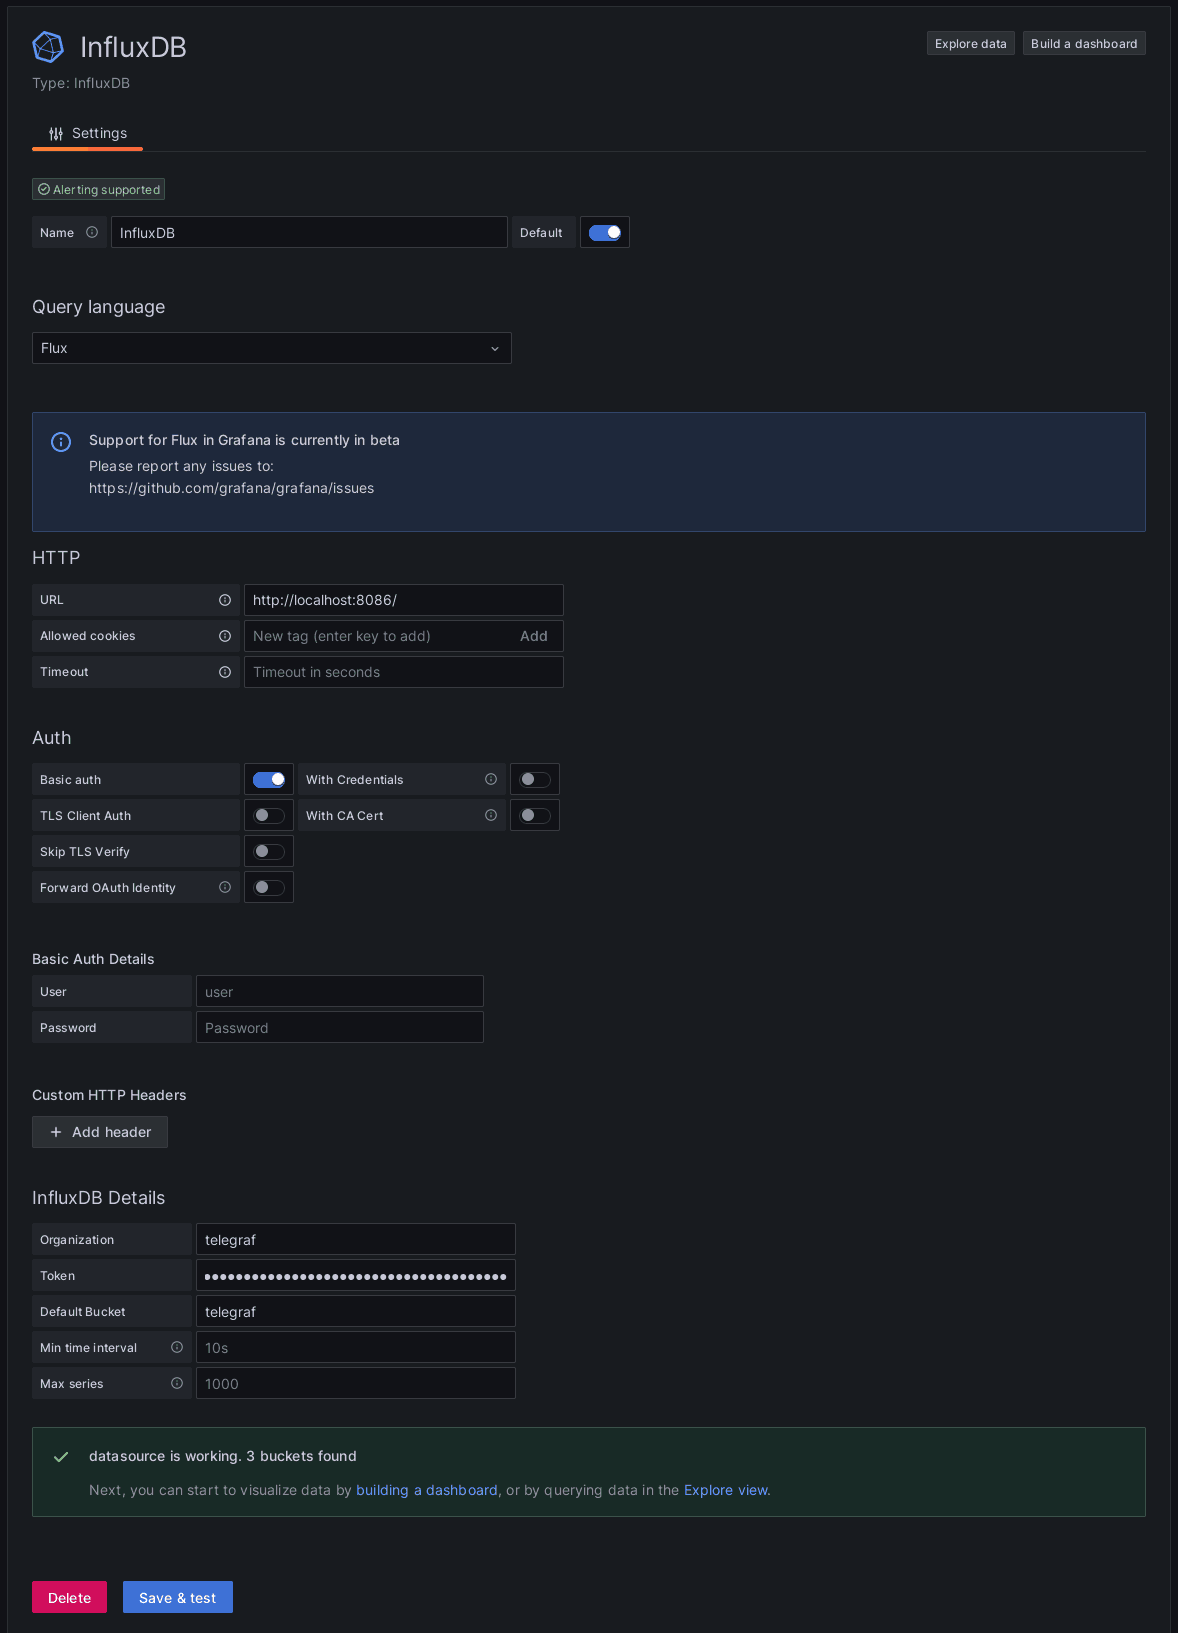 InfluxDB
Explore data
Build a dashboard
Type: InfluxDB
Settings
Alerting supported
Name
InfluxDB
Default
Query language
Flux
Support for Flux in Grafana is currently in beta
Please report any issues to:
https://github.com/grafana/grafana/issues
HTTP
URL
http://localhost:8086/
Allowed cookies
New tag (enter key to add)
Add
Timeout
Timeout in seconds
Auth
Basic auth
With Credentials
TLS Client Auth
With CA Cert
Skip TLS Verify
Forward OAuth Identity
Basic Auth Details
User
user
Password
Password
Custom HTTP Headers
+ Add header
InfluxDB Details
Organization
telegraf
Token
Default Bucket
telegraf
Min time interval
10s
Max series
1000
datasource is working. 3 buckets found
Next, you can start to visualize data by building a dashboard, or by querying data in the Explore view.
Delete
Save & test